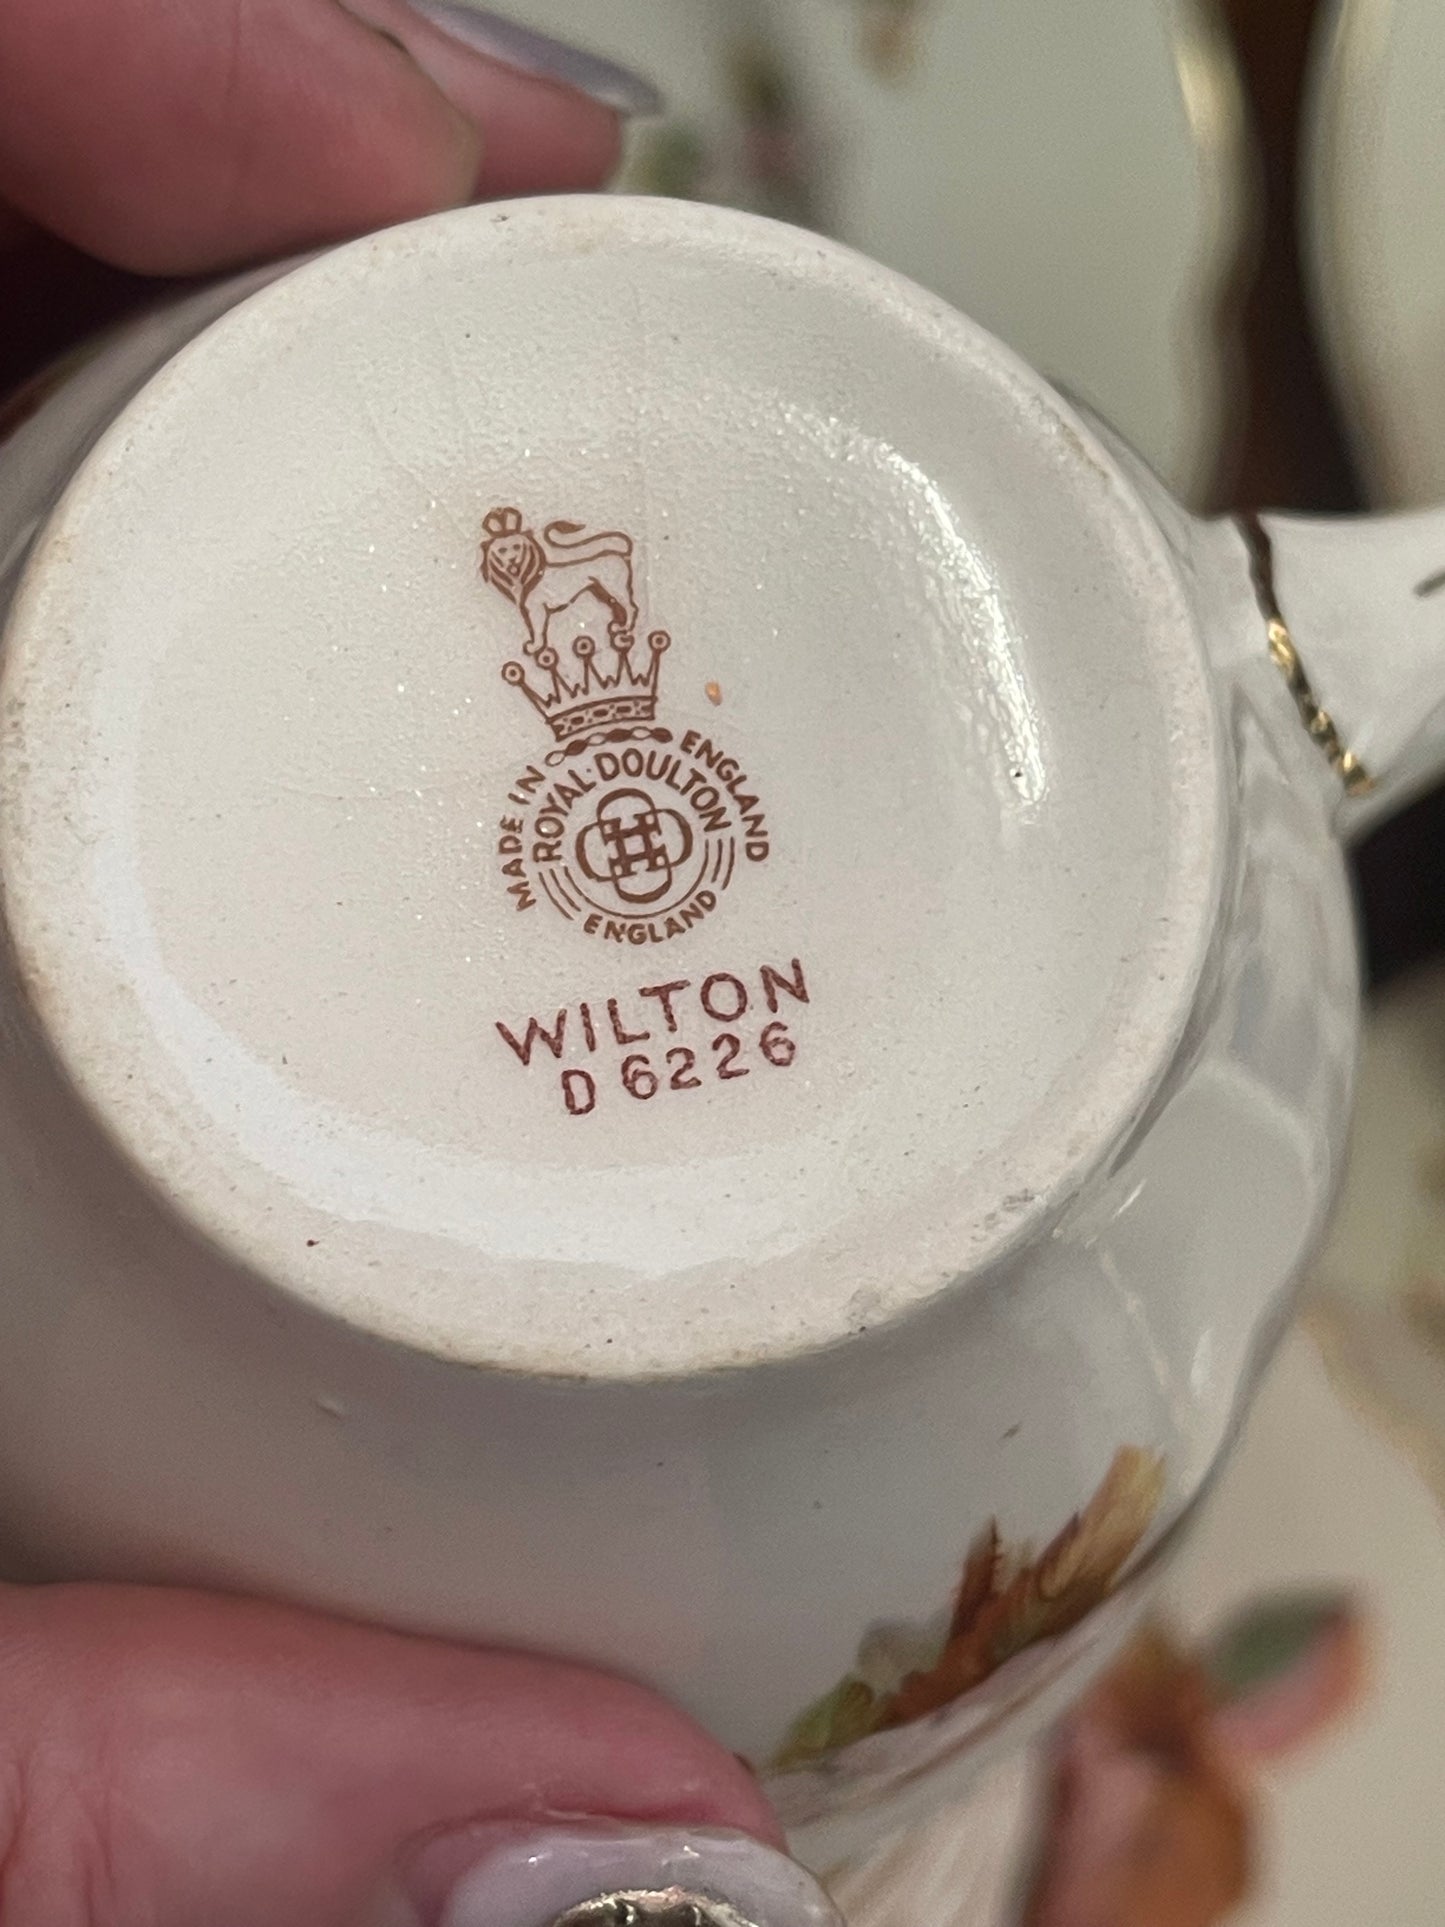 MADE IN ENGLAND
ROYAL·DOULTON
ENGLAND
WILTON
D 6226